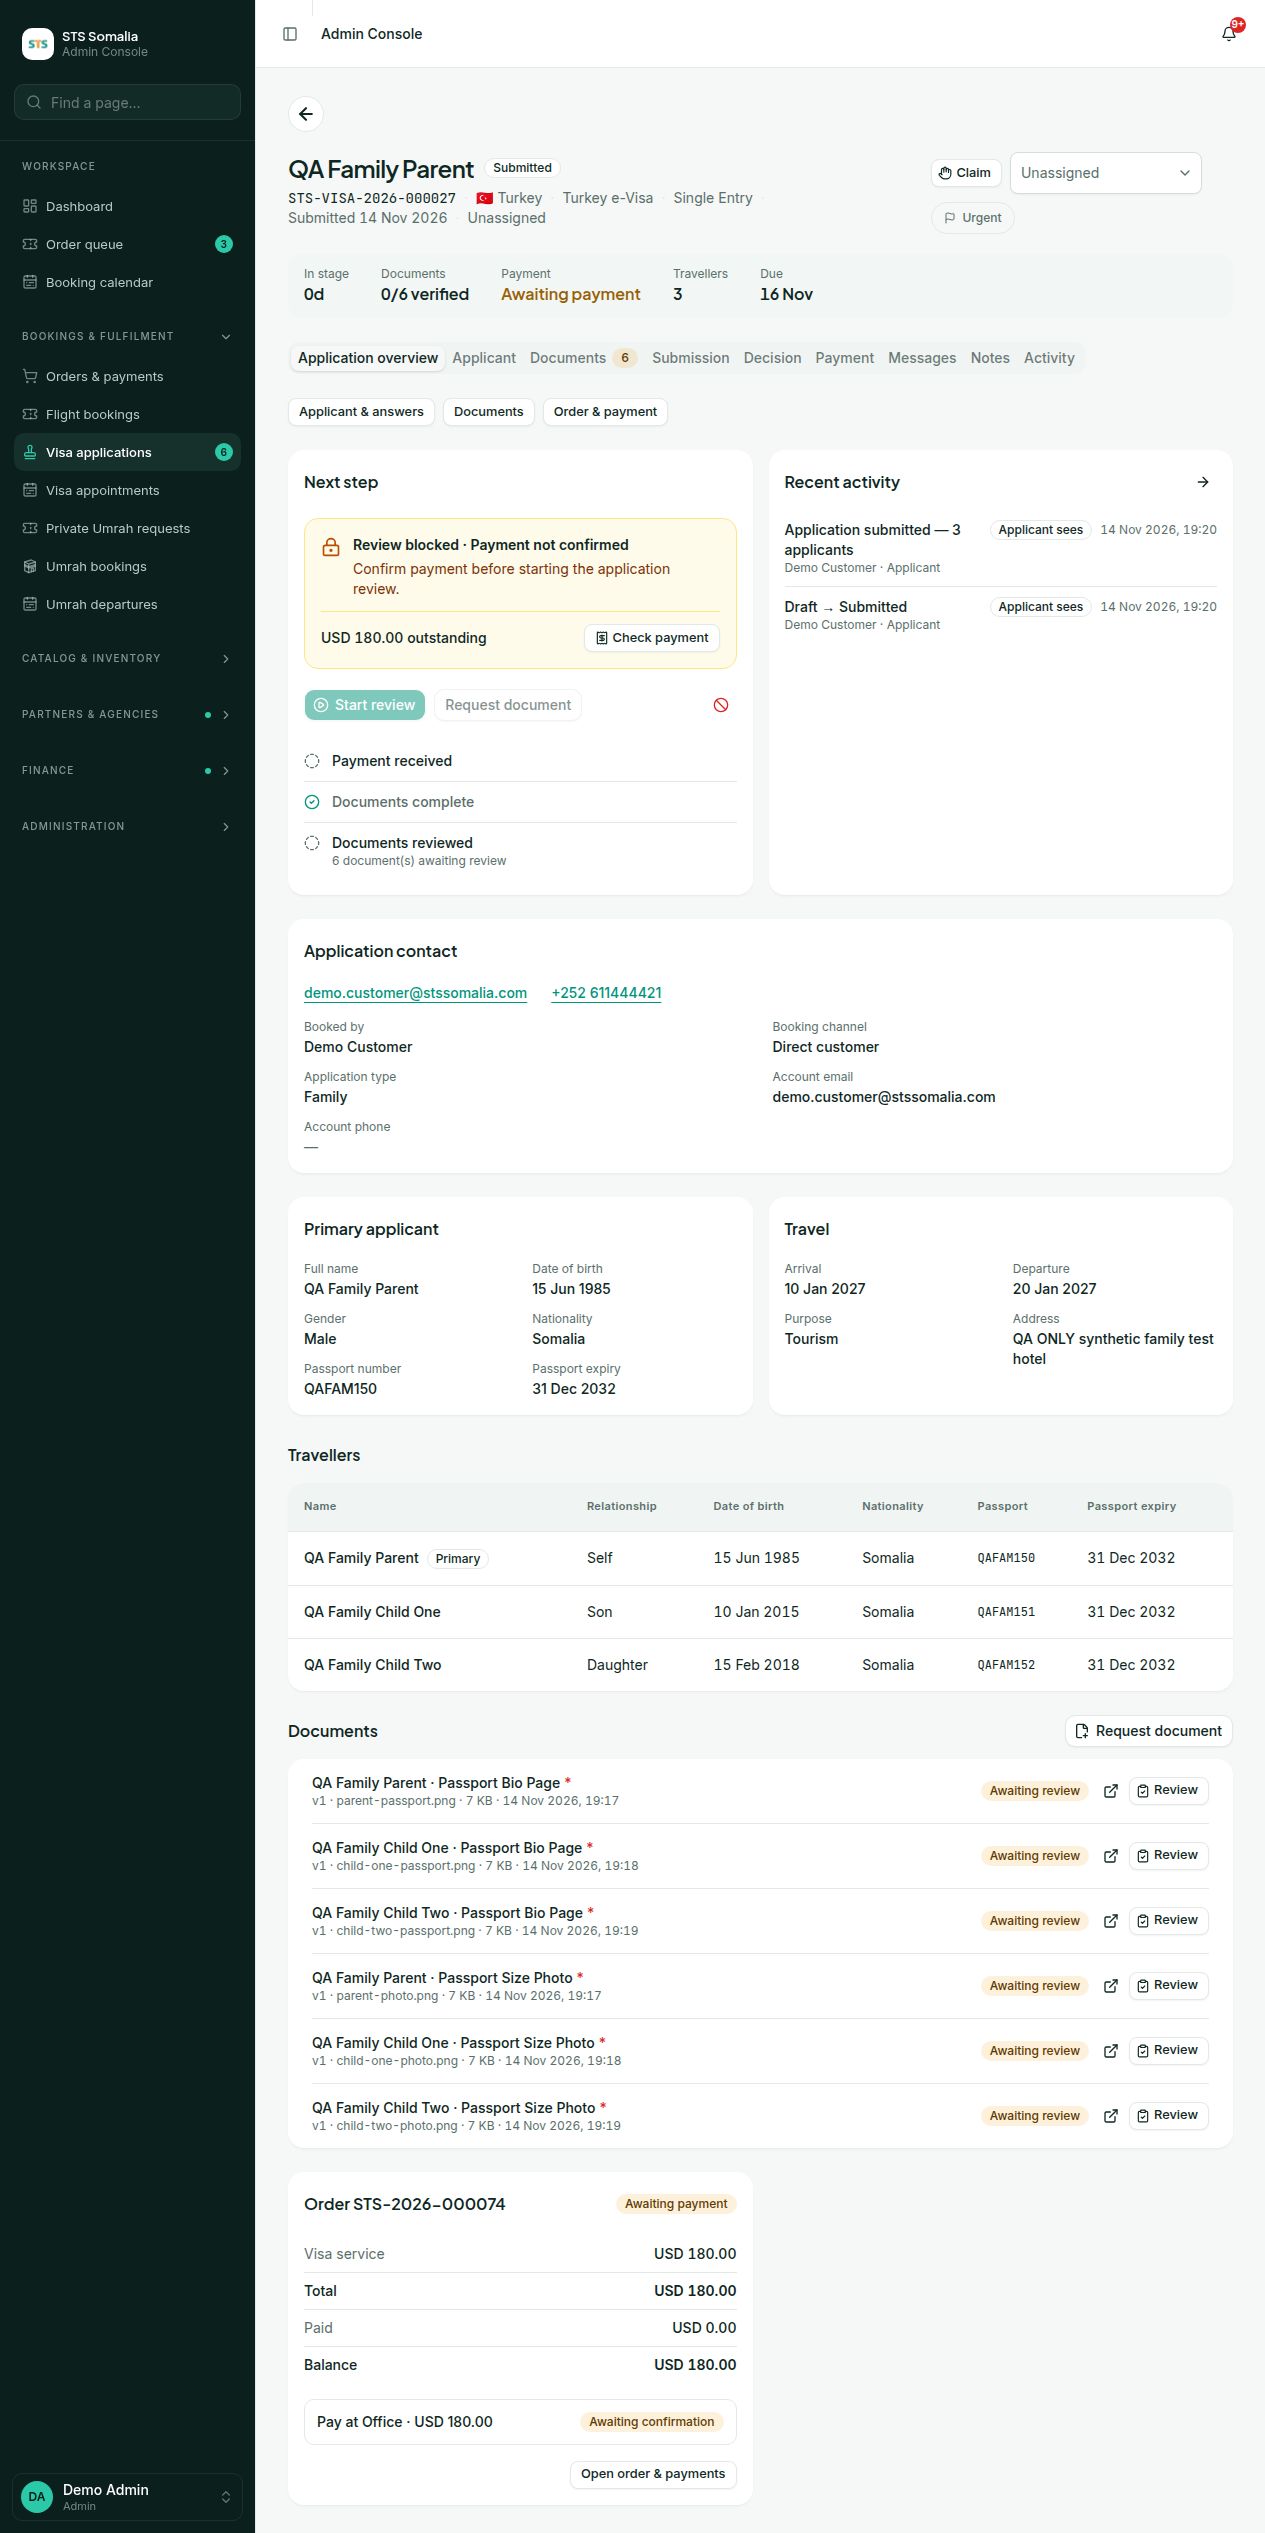 STS
STS Somalia
Admin Console
Find a page...
WORKSPACE
Dashboard
Order queue
3
Booking calendar
BOOKINGS & FULFILMENT
Orders & payments
Flight bookings
Visa applications
6
Visa appointments
Private Umrah requests
Umrah bookings
Umrah departures
CATALOG & INVENTORY
PARTNERS & AGENCIES
FINANCE
ADMINISTRATION
DA
Demo Admin
Admin
Admin Console
9+
QA Family Parent
Submitted
STS-VISA-2026-000027 · Turkey · Turkey e-Visa · Single Entry ·
Submitted 14 Nov 2026 · Unassigned
Claim
Unassigned
Urgent
In stage
0d
Documents
0/6 verified
Payment
Awaiting payment
Travellers
3
Due
16 Nov
Application overview
Applicant
Documents 6
Submission
Decision
Payment
Messages
Notes
Activity
Applicant & answers
Documents
Order & payment
Next step
Review blocked · Payment not confirmed
Confirm payment before starting the application
review.
USD 180.00 outstanding
Check payment
Start review
Request document
Payment received
Documents complete
Documents reviewed
6 document(s) awaiting review
Recent activity
Application submitted — 3
applicants
Applicant sees
14 Nov 2026, 19:20
Demo Customer · Applicant
Draft → Submitted
Applicant sees
14 Nov 2026, 19:20
Demo Customer · Applicant
Application contact
demo.customer@stssomalia.com
+252 611444421
Booked by
Demo Customer
Booking channel
Direct customer
Application type
Family
Account email
demo.customer@stssomalia.com
Account phone
—
Primary applicant
Full name
QA Family Parent
Date of birth
15 Jun 1985
Gender
Male
Nationality
Somalia
Passport number
QAFAM150
Passport expiry
31 Dec 2032
Travel
Arrival
10 Jan 2027
Departure
20 Jan 2027
Purpose
Tourism
Address
QA ONLY synthetic family test
hotel
Travellers
Name Relationship Date of birth Nationality Passport Passport expiry
QA Family Parent Primary Self 15 Jun 1985 Somalia QAFAM150 31 Dec 2032
QA Family Child One Son 10 Jan 2015 Somalia QAFAM151 31 Dec 2032
QA Family Child Two Daughter 15 Feb 2018 Somalia QAFAM152 31 Dec 2032
Documents
Request document
QA Family Parent · Passport Bio Page *
v1 · parent-passport.png · 7 KB · 14 Nov 2026, 19:17
Awaiting review
Review
QA Family Child One · Passport Bio Page *
v1 · child-one-passport.png · 7 KB · 14 Nov 2026, 19:18
Awaiting review
Review
QA Family Child Two · Passport Bio Page *
v1 · child-two-passport.png · 7 KB · 14 Nov 2026, 19:19
Awaiting review
Review
QA Family Parent · Passport Size Photo *
v1 · parent-photo.png · 7 KB · 14 Nov 2026, 19:17
Awaiting review
Review
QA Family Child One · Passport Size Photo *
v1 · child-one-photo.png · 7 KB · 14 Nov 2026, 19:18
Awaiting review
Review
QA Family Child Two · Passport Size Photo *
v1 · child-two-photo.png · 7 KB · 14 Nov 2026, 19:19
Awaiting review
Review
Order STS-2026-000074
Awaiting payment
Visa service USD 180.00
Total USD 180.00
Paid USD 0.00
Balance USD 180.00
Pay at Office · USD 180.00
Awaiting confirmation
Open order & payments